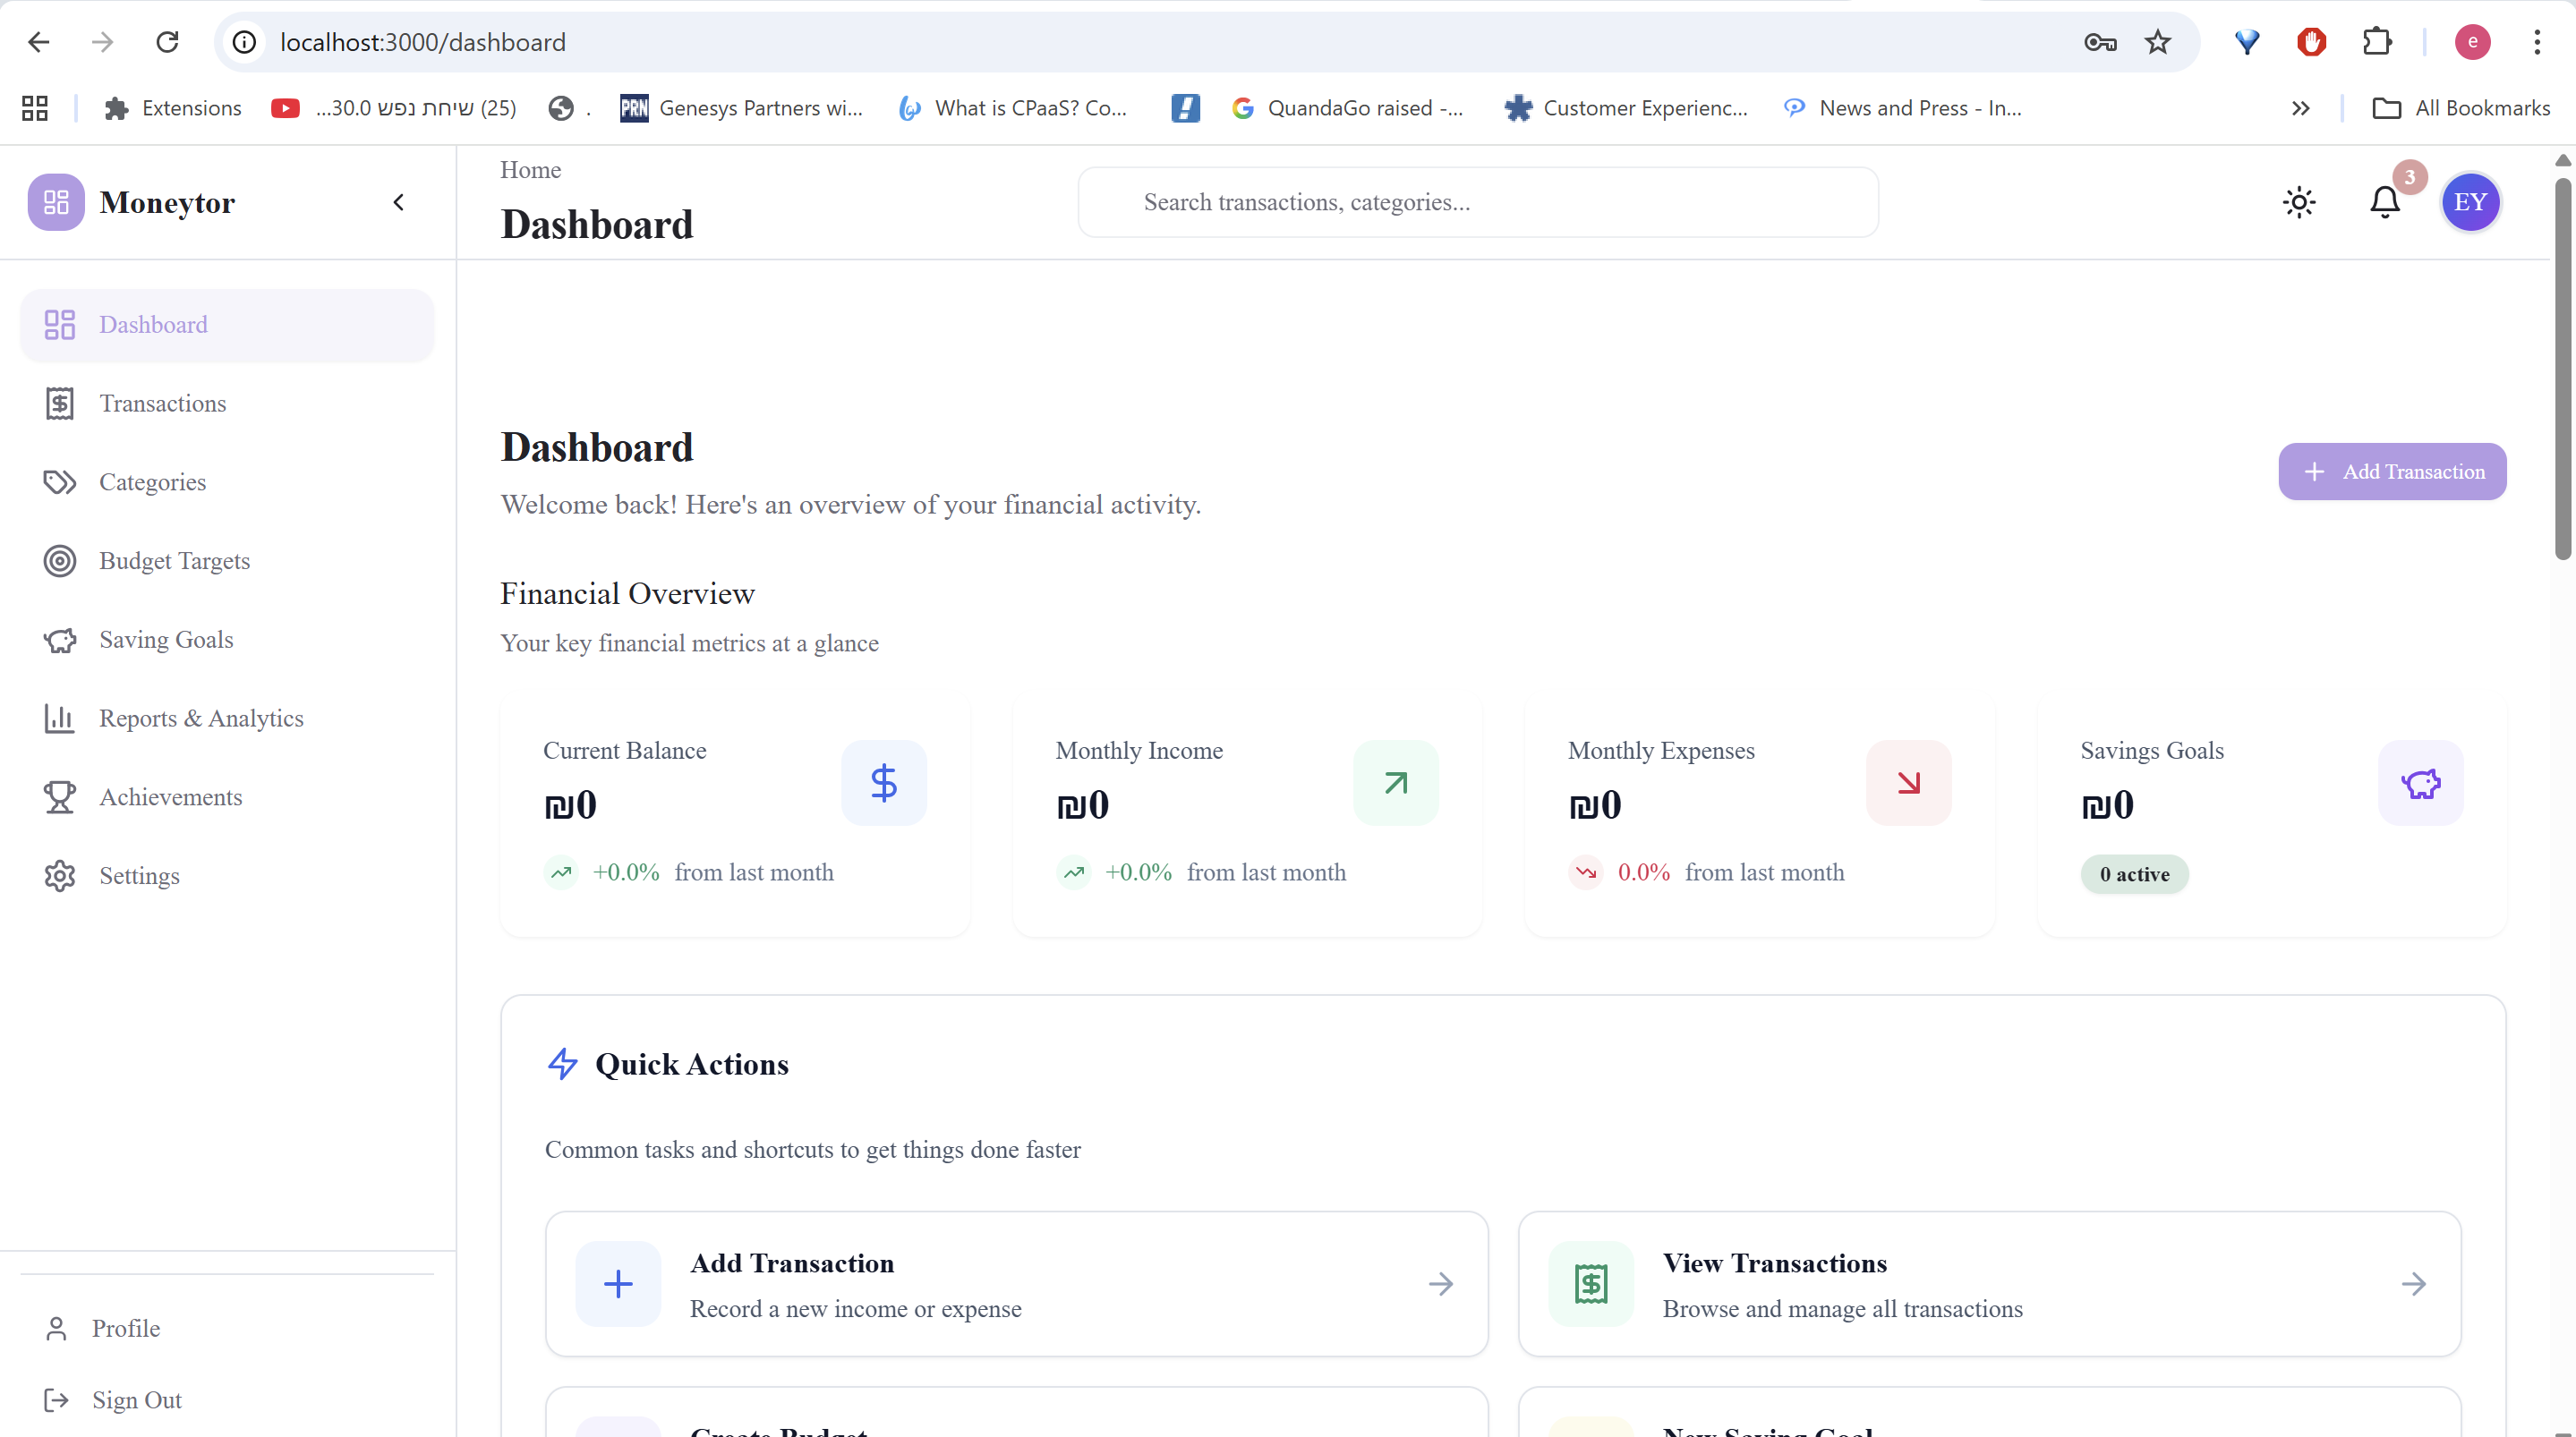 localhost:3000/dashboard
e
Extensions
...30.0 שיחת נפש (25)
.
PRN
Genesys Partners wi...
What is CPaaS? Co...
QuandaGo raised -...
Customer Experienc...
News and Press - In...
All Bookmarks
Moneytor
Home
Dashboard
Search transactions, categories...
3
EY
Dashboard
Transactions
Categories
Budget Targets
Saving Goals
Reports & Analytics
Achievements
Settings
Profile
Sign Out
Dashboard
Welcome back! Here's an overview of your financial activity.
Add Transaction
Financial Overview
Your key financial metrics at a glance
Current Balance
₪0
+0.0% from last month
Monthly Income
₪0
+0.0% from last month
Monthly Expenses
₪0
0.0% from last month
Savings Goals
₪0
0 active
Quick Actions
Common tasks and shortcuts to get things done faster
Add Transaction
Record a new income or expense
View Transactions
Browse and manage all transactions
Create Budget
New Saving Goal